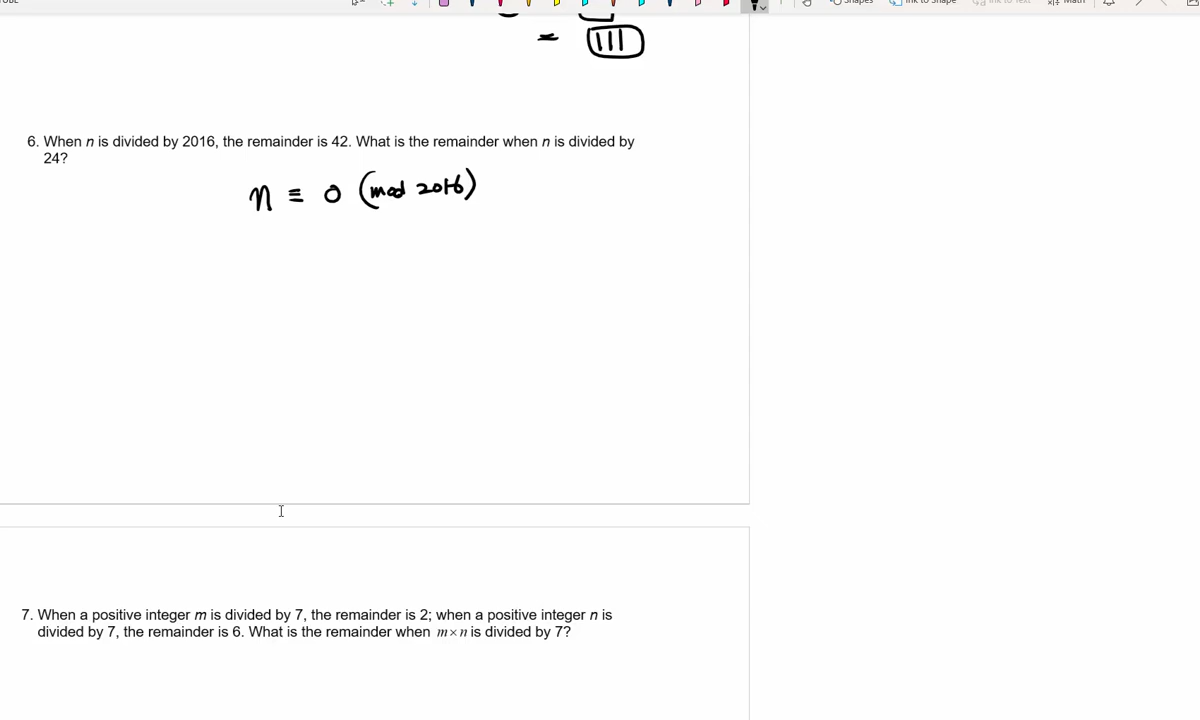 = 111
6. When n is divided by 2016, the remainder is 42. What is the remainder when n is divided by
24?
n ≡ 0 (mod 2016)
7. When a positive integer m is divided by 7, the remainder is 2; when a positive integer n is
divided by 7, the remainder is 6. What is the remainder when m×n is divided by 7?